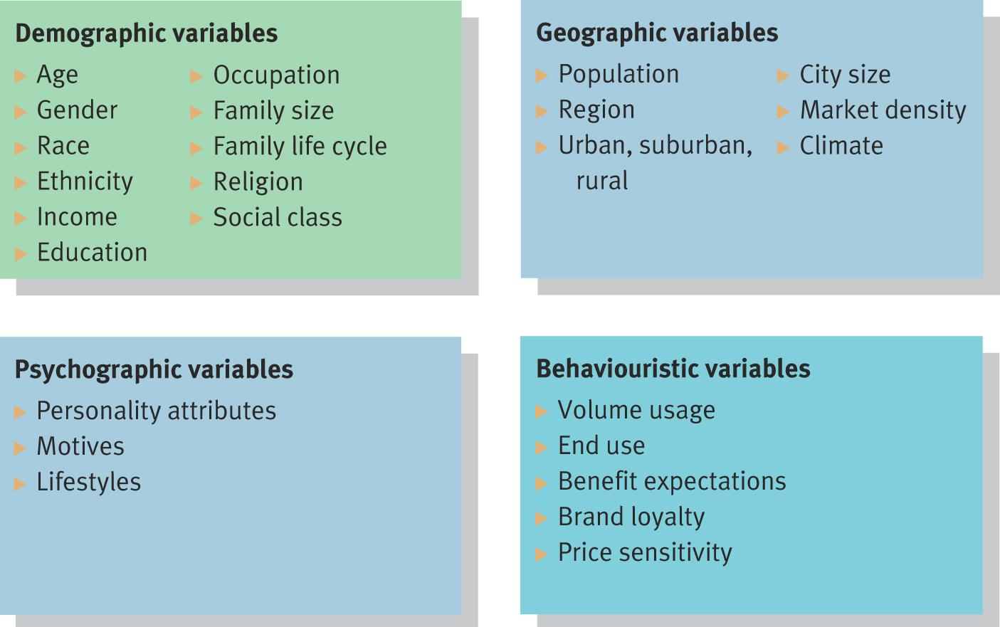 Demographic variables
Age
Gender
Race
Ethnicity
Income
Education
Occupation
Family size
Family life cycle
Religion
Social class
Geographic variables
Population
Region
Urban, suburban,
rural
City size
Market density
Climate
Psychographic variables
Personality attributes
Motives
Lifestyles
Behaviouristic variables
Volume usage
End use
Benefit expectations
Brand loyalty
Price sensitivity